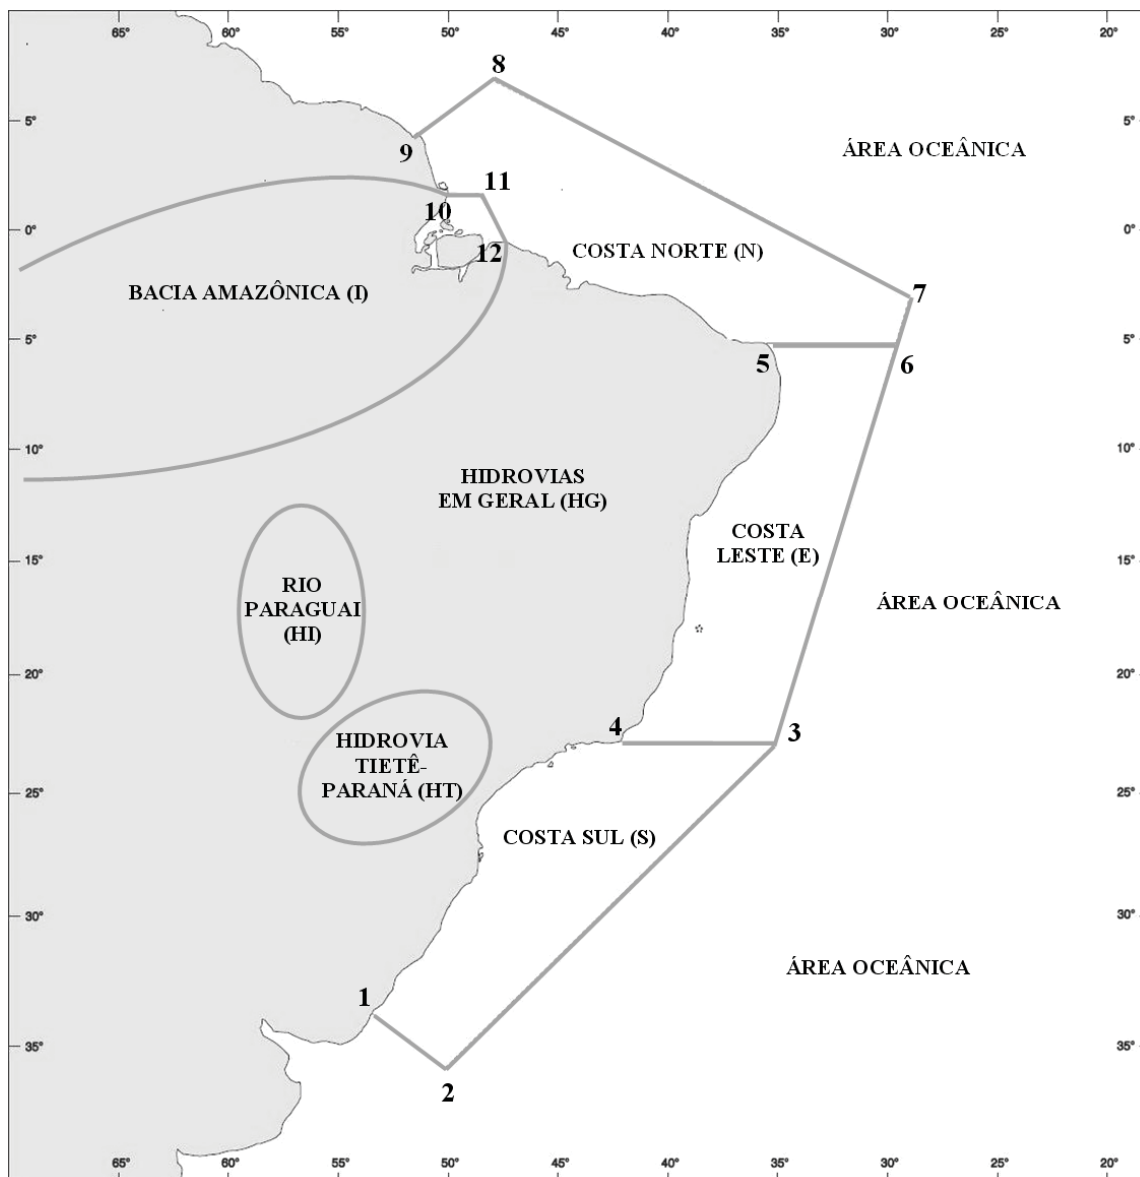 65° 60° 55° 50° 45° 40° 35° 30° 25° 20°
8
5° 5°
9
ÁREA OCEÂNICA
11
10
0° 0°
12
COSTA NORTE (N)
BACIA AMAZÔNICA (I)
7
5° 5°
5
6
10° 10°
HIDROVIAS
EM GERAL (HG)
COSTA
LESTE (E)
15° 15°
RIO
PARAGUAI
(HI)
ÁREA OCEÂNICA
20° 20°
4
3
HIDROVIA
TIETÊ-
PARANÁ (HT)
25° 25°
COSTA SUL (S)
30° 30°
ÁREA OCEÂNICA
1
35° 35°
2
65° 60° 55° 50° 45° 40° 35° 30° 25° 20°